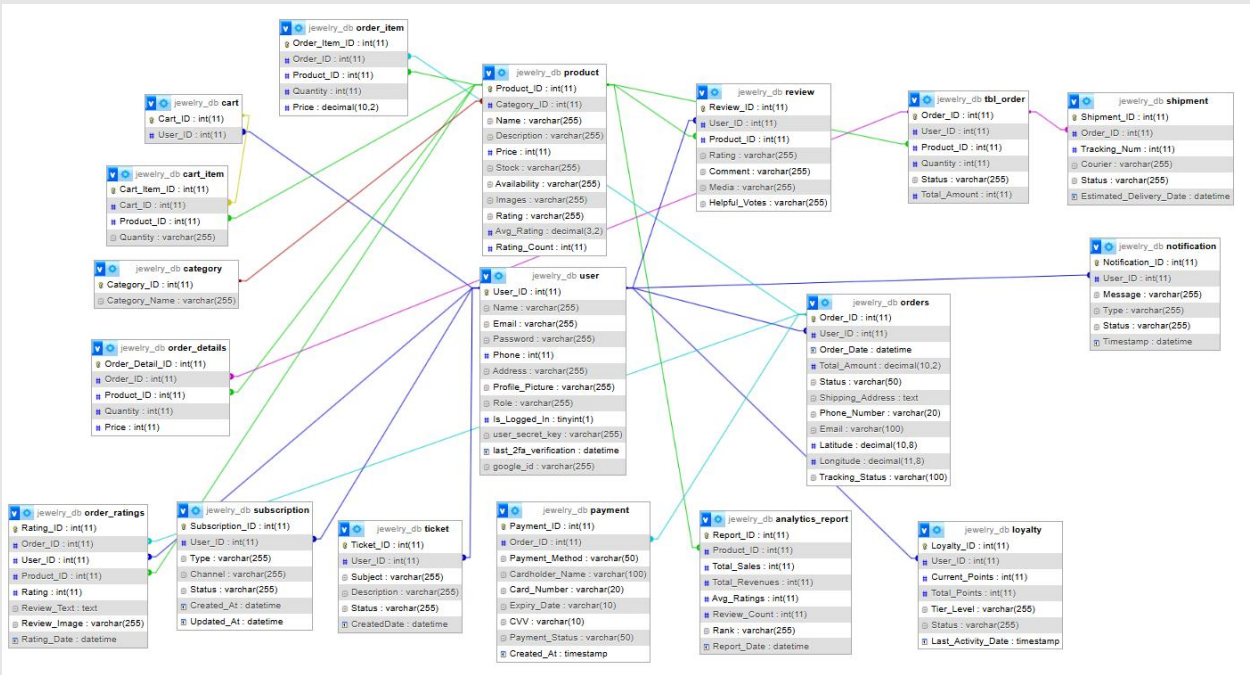 jewelry_db order_item
Order_Item_ID : int(11)
Order_ID : int(11)
Product_ID : int(11)
Quantity : int(11)
Price : decimal(10,2)
jewelry_db product
Product_ID : int(11)
Category_ID : int(11)
Name : varchar(255)
Description : varchar(255)
Price : int(11)
Stock : varchar(255)
Availability : varchar(255)
Images : varchar(255)
Rating : varchar(255)
Avg_Rating : decimal(3,2)
Rating_Count : int(11)
jewelry_db review
Review_ID : int(11)
User_ID : int(11)
Product_ID : int(11)
Rating : varchar(255)
Comment : varchar(255)
Media : varchar(255)
Helpful_Votes : varchar(255)
jewelry_db tbl_order
Order_ID : int(11)
User_ID : int(11)
Product_ID : int(11)
Quantity : int(11)
Status : varchar(255)
Total_Amount : int(11)
jewelry_db shipment
Shipment_ID : int(11)
Order_ID : int(11)
Tracking_Num : int(11)
Courier : varchar(255)
Status : varchar(255)
Estimated_Delivery_Date : datetime
jewelry_db cart
Cart_ID : int(11)
User_ID : int(11)
jewelry_db cart_item
Cart_Item_ID : int(11)
Cart_ID : int(11)
Product_ID : int(11)
Quantity : varchar(255)
jewelry_db category
Category_ID : int(11)
Category_Name : varchar(255)
jewelry_db user
User_ID : int(11)
Name : varchar(255)
Email : varchar(255)
Password : varchar(255)
Phone : int(11)
Address : varchar(255)
Profile_Picture : varchar(255)
Role : varchar(255)
Is_Logged_In : tinyint(1)
user_secret_key : varchar(255)
last_2fa_verification : datetime
google_id : varchar(255)
jewelry_db notification
Notification_ID : int(11)
User_ID : int(11)
Message : varchar(255)
Type : varchar(255)
Status : varchar(255)
Timestamp : datetime
jewelry_db orders
Order_ID : int(11)
User_ID : int(11)
Order_Date : datetime
Total_Amount : decimal(10,2)
Status : varchar(50)
Shipping_Address : text
Phone_Number : varchar(20)
Email : varchar(100)
Latitude : decimal(10,8)
Longitude : decimal(11,8)
Tracking_Status : varchar(100)
jewelry_db order_details
Order_Detail_ID : int(11)
Order_ID : int(11)
Product_ID : int(11)
Quantity : int(11)
Price : int(11)
jewelry_db order_ratings
Rating_ID : int(11)
Order_ID : int(11)
User_ID : int(11)
Product_ID : int(11)
Rating : int(11)
Review_Text : text
Review_Image : varchar(255)
Rating_Date : datetime
jewelry_db subscription
Subscription_ID : int(11)
User_ID : int(11)
Type : varchar(255)
Channel : varchar(255)
Status : varchar(255)
Created_At : datetime
Updated_At : datetime
jewelry_db ticket
Ticket_ID : int(11)
User_ID : int(11)
Subject : varchar(255)
Description : varchar(255)
Status : varchar(255)
CreatedDate : datetime
jewelry_db payment
Payment_ID : int(11)
Order_ID : int(11)
Payment_Method : varchar(50)
Cardholder_Name : varchar(100)
Card_Number : varchar(20)
Expiry_Date : varchar(10)
CVV : varchar(10)
Payment_Status : varchar(50)
Created_At : timestamp
jewelry_db analytics_report
Report_ID : int(11)
Product_ID : int(11)
Total_Sales : int(11)
Total_Revenues : int(11)
Avg_Ratings : int(11)
Review_Count : int(11)
Rank : varchar(255)
Report_Date : datetime
jewelry_db loyalty
Loyalty_ID : int(11)
User_ID : int(11)
Current_Points : int(11)
Total_Points : int(11)
Tier_Level : varchar(255)
Status : varchar(255)
Last_Activity_Date : timestamp